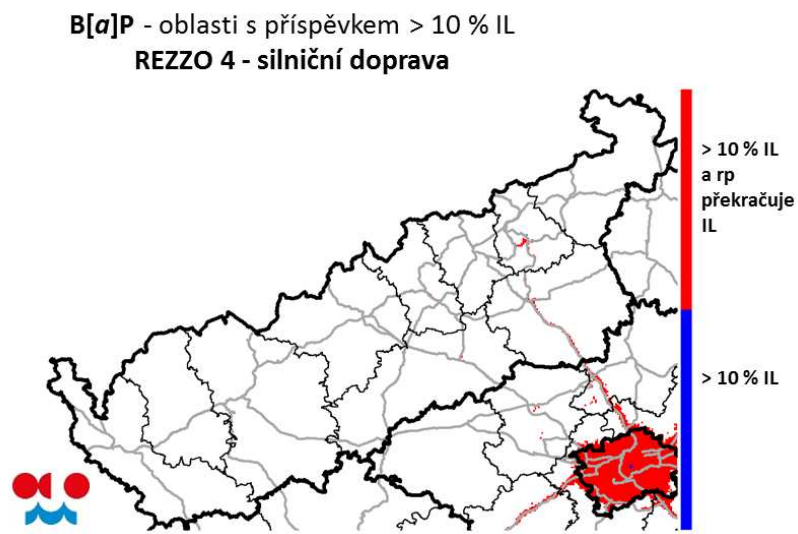 B[a]P - oblasti s příspěvkem > 10 % IL
REZZO 4 - silniční doprava
> 10 % IL
a rp
překračuje
IL
> 10 % IL